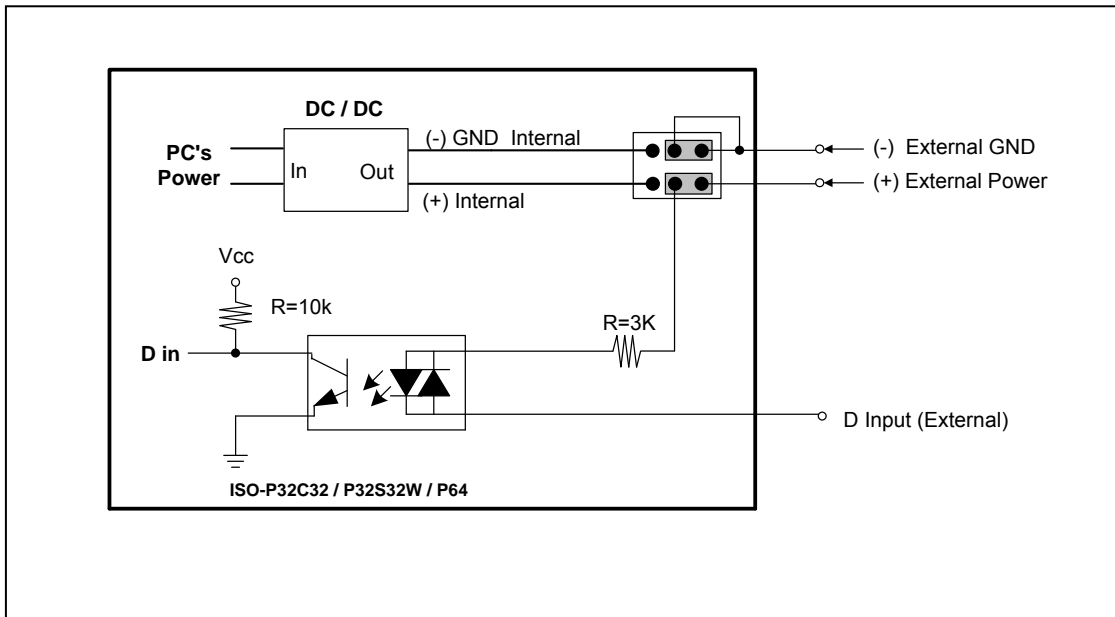 DC / DC
PC's
Power
In
Out
(-) GND Internal
(+) Internal
(-) External GND
(+) External Power
Vcc
R=10k
R=3K
D in
D Input (External)
ISO-P32C32 / P32S32W / P64